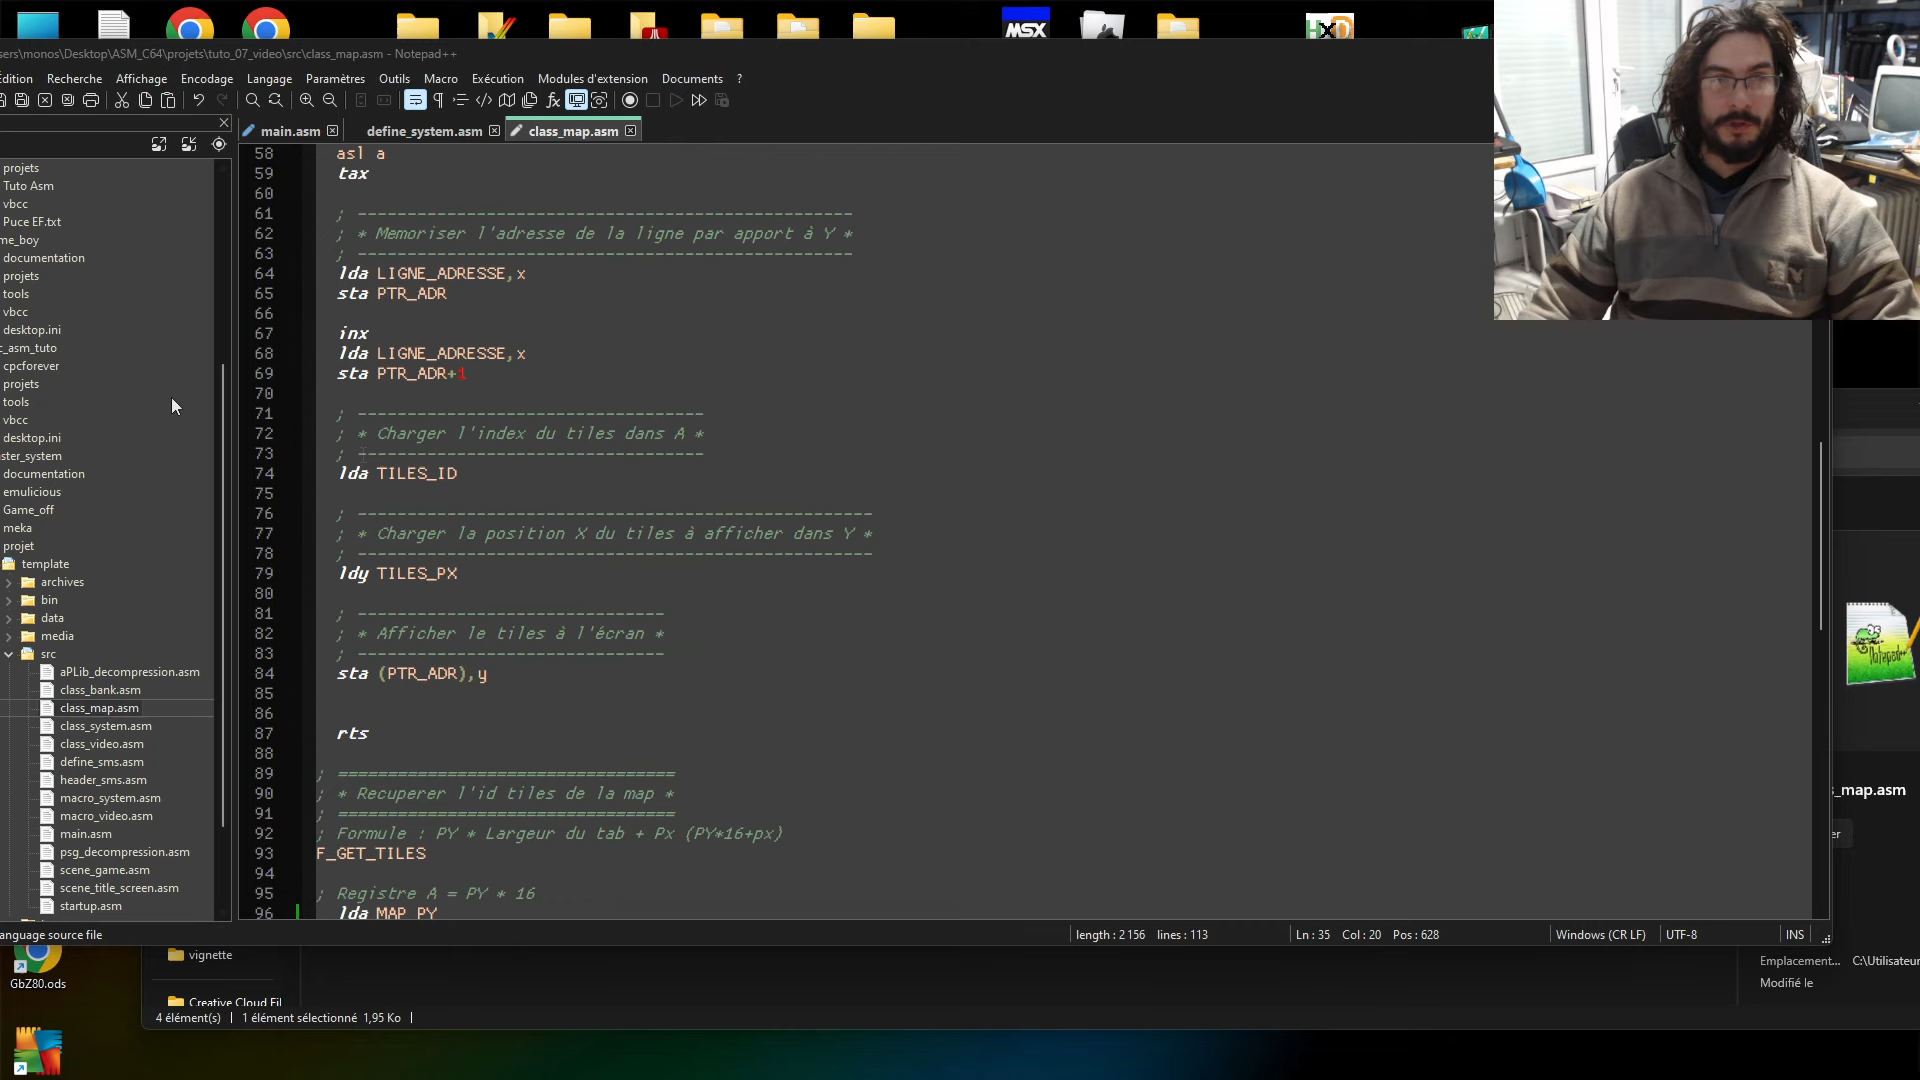 MSX
HxD
sers\monos\Desktop\ASM_C64\projets\tuto_07_video\src\class_map.asm - Notepad++
Édition Recherche Affichage Encodage Langage Paramètres Outils Macro Exécution Modules d'extension Documents ?
main.asm define_system.asm class_map.asm
projets
Tuto Asm
vbcc
Puce EF.txt
me_boy
documentation
projets
tools
vbcc
desktop.ini
c_asm_tuto
cpcforever
projets
tools
vbcc
desktop.ini
ster_system
documentation
emulicious
Game_off
meka
projet
template
archives
bin
data
media
src
aPLib_decompression.asm
class_bank.asm
class_map.asm
class_system.asm
class_video.asm
define_sms.asm
header_sms.asm
macro_system.asm
macro_video.asm
main.asm
psg_decompression.asm
scene_game.asm
scene_title_screen.asm
startup.asm
58 asl a
59 tax
60
61 ; --------------------------------------------------
62 ; * Memoriser l'adresse de la ligne par apport à Y *
63 ; --------------------------------------------------
64 lda LIGNE_ADRESSE,x
65 sta PTR_ADR
66
67 inx
68 lda LIGNE_ADRESSE,x
69 sta PTR_ADR+1
70
71 ; -----------------------------------
72 ; * Charger l'index du tiles dans A *
73 ; -----------------------------------
74 lda TILES_ID
75
76 ; ----------------------------------------------------
77 ; * Charger la position X du tiles à afficher dans Y *
78 ; ----------------------------------------------------
79 ldy TILES_PX
80
81 ; -------------------------------
82 ; * Afficher le tiles à l'écran *
83 ; -------------------------------
84 sta (PTR_ADR),y
85
86
87 rts
88
89 ; ==================================
90 ; * Recuperer l'id tiles de la map *
91 ; ==================================
92 ; Formule : PY * Largeur du tab + Px (PY*16+px)
93 F_GET_TILES
94
95 ; Registre A = PY * 16
96 lda MAP_PY
anguage source file length : 2 156 lines : 113 Ln : 35 Col : 20 Pos : 628 Windows (CR LF) UTF-8 INS
Notepad++
s_map.asm
er
Emplacement... C:\Utilisateur
Modifié le
GbZ80.ods
vignette
Creative Cloud Fil
4 élément(s) 1 élément sélectionné 1,95 Ko